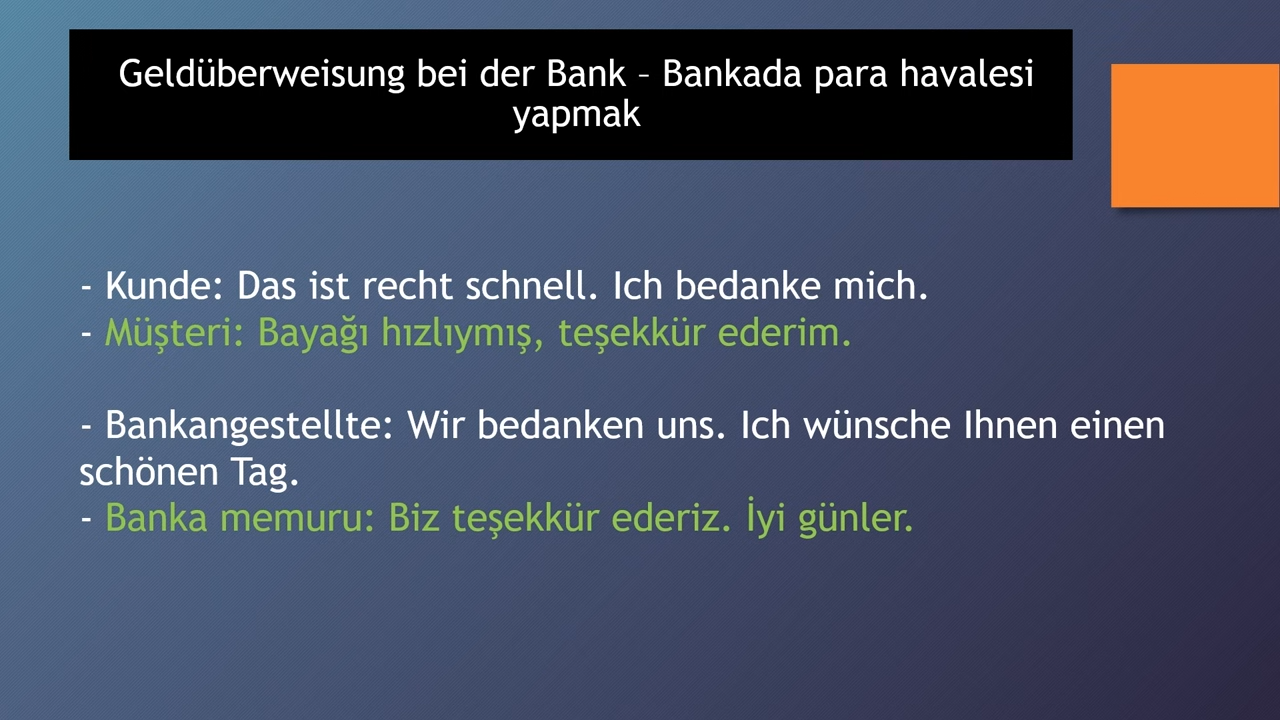 Geldüberweisung bei der Bank – Bankada para havalesi
yapmak
- Kunde: Das ist recht schnell. Ich bedanke mich.
- Müşteri: Bayağı hızlıymış, teşekkür ederim.
- Bankangestellte: Wir bedanken uns. Ich wünsche Ihnen einen
schönen Tag.
- Banka memuru: Biz teşekkür ederiz. İyi günler.